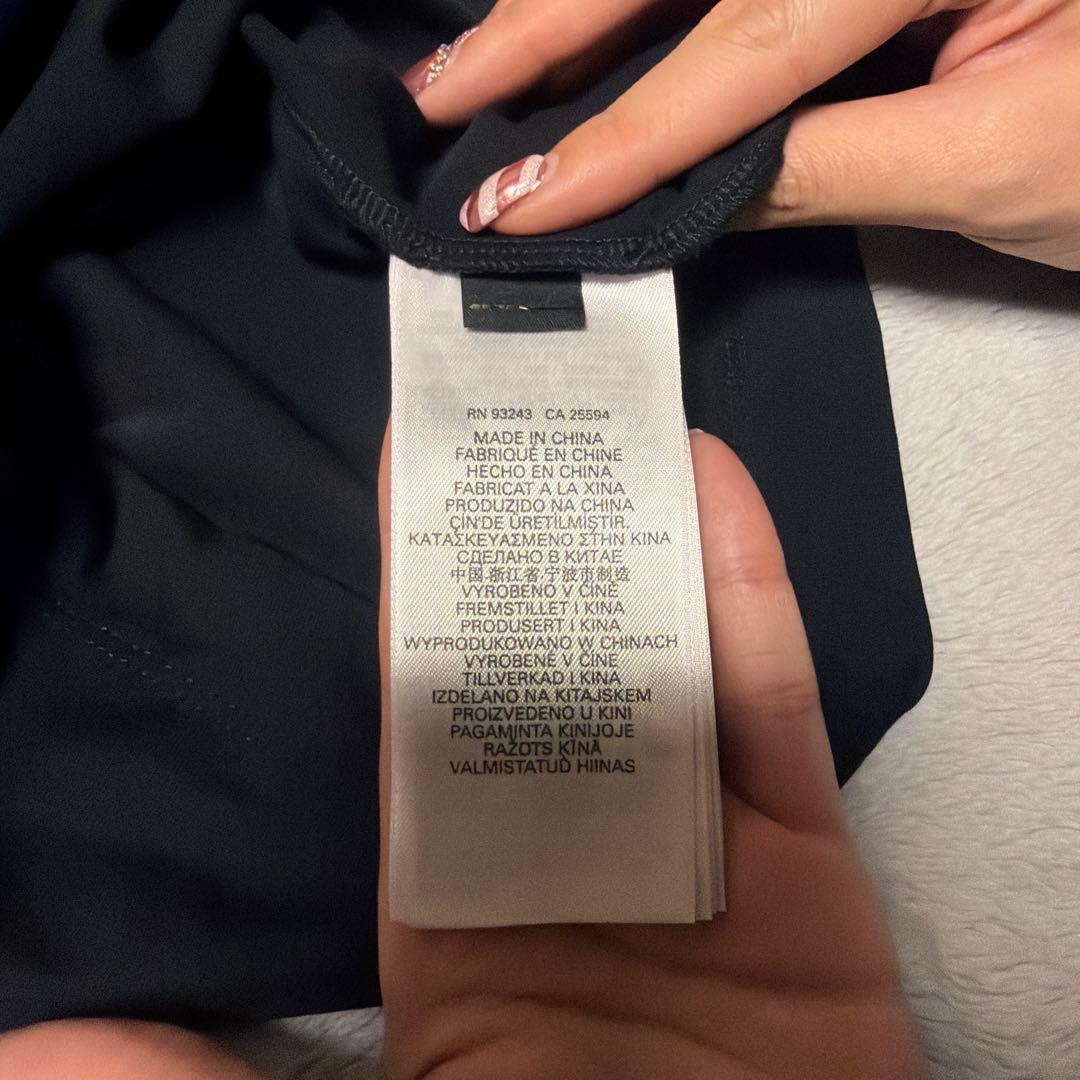 RN 93243 CA 25594
MADE IN CHINA
FABRIQUÉ EN CHINE
HECHO EN CHINA
FABRICAT A LA XINA
PRODUZIDO NA CHINA
ÇİN'DE ÜRETİLMİŞTİR.
ΚΑΤΑΣΚΕΥΑΣΜΕΝΟ ΣΤΗΝ ΚΙΝΑ
СДЕЛАНО В КИТАЕ
中国.浙江省.宁波市制造
VYROBENO V ČÍNĚ
FREMSTILLET I KINA
PRODUSERT I KINA
WYPRODUKOWANO W CHINACH
VYROBENÉ V ČÍNE
TILLVERKAD I KINA
IZDELANO NA KITAJSKEM
PROIZVEDENO U KINI
PAGAMINTA KINIJOJE
RAŽOTS ĶĪNĀ
VALMISTATUD HIINAS